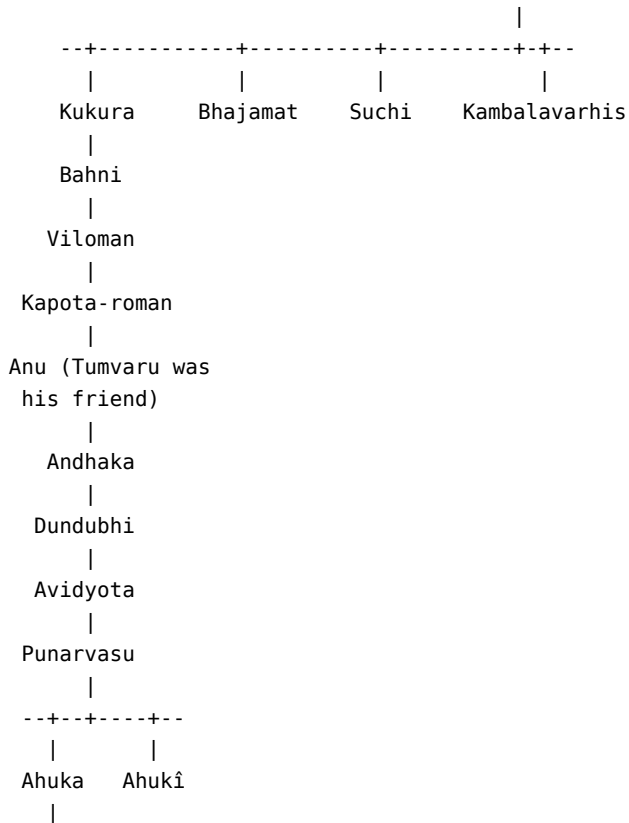 |
--+-----------+----------+----------+-+--
| | | |
Kukura Bhajamat Suchi Kambalavarhis
|
Bahni
|
Viloman
|
Kapota-roman
|
Anu (Tumvaru was
his friend)
|
Andhaka
|
Dundubhi
|
Avidyota
|
Punarvasu
|
--+--+----+--
| |
Ahuka Ahukî
|